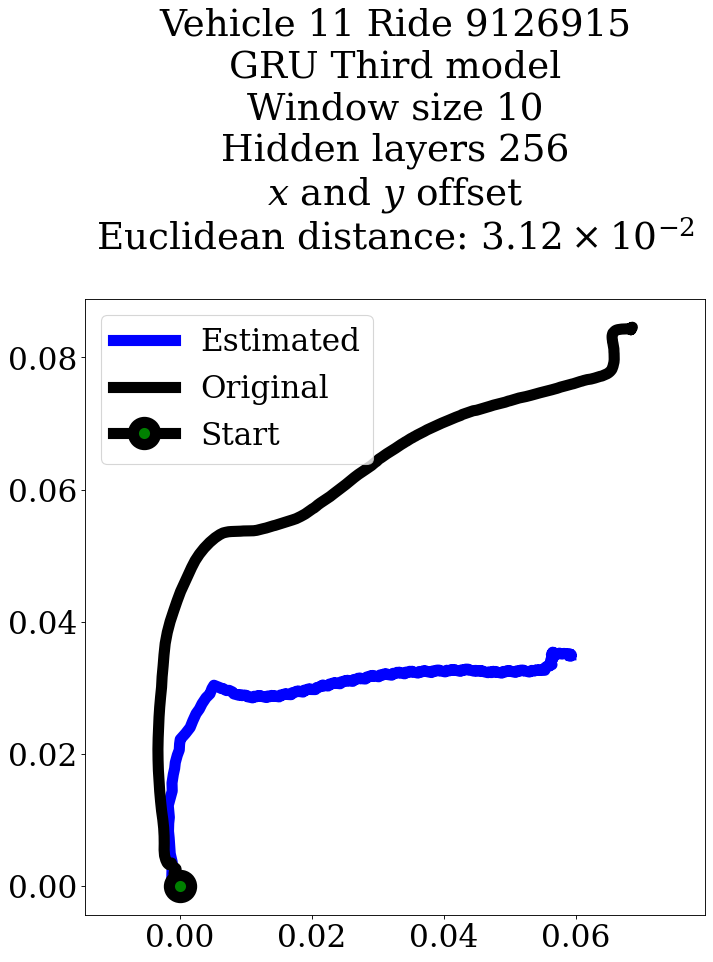 Vehicle 11 Ride 9126915
GRU Third model
Window size 10
Hidden layers 256
x and y offset
Euclidean distance: 3.12 × 10⁻²
Estimated
Original
Start
0.08
0.06
0.04
0.02
0.00
0.00 0.02 0.04 0.06